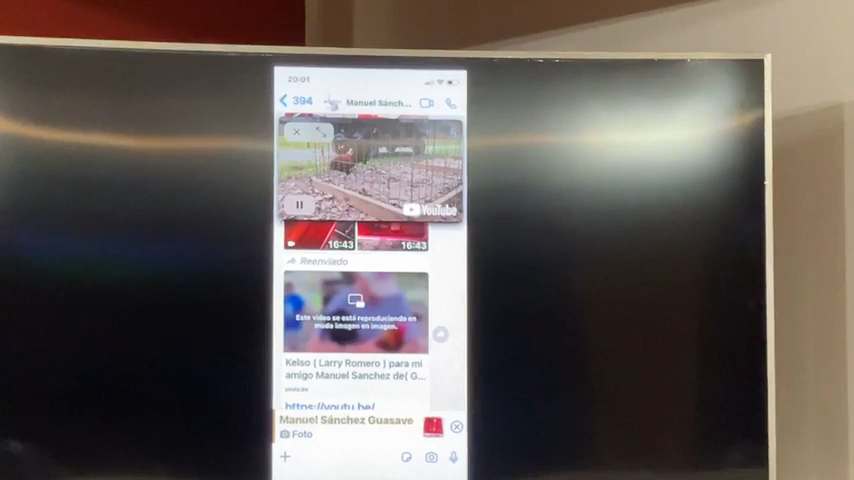 20:01
394 Manuel Sánch...
YouTube
16:43 16:43
Reenviado
Este video se está reproduciendo en
modo imagen en imagen.
Kelso ( Larry Romero ) para mi
amigo Manuel Sanchez de( G...
https://youtu.be/
Manuel Sánchez Guasave
Foto